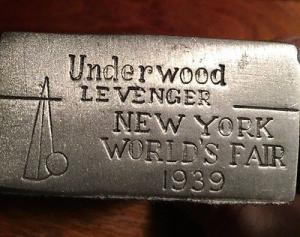 Underwood
LEVENGER
NEW YORK
WORLD'S FAIR
1939